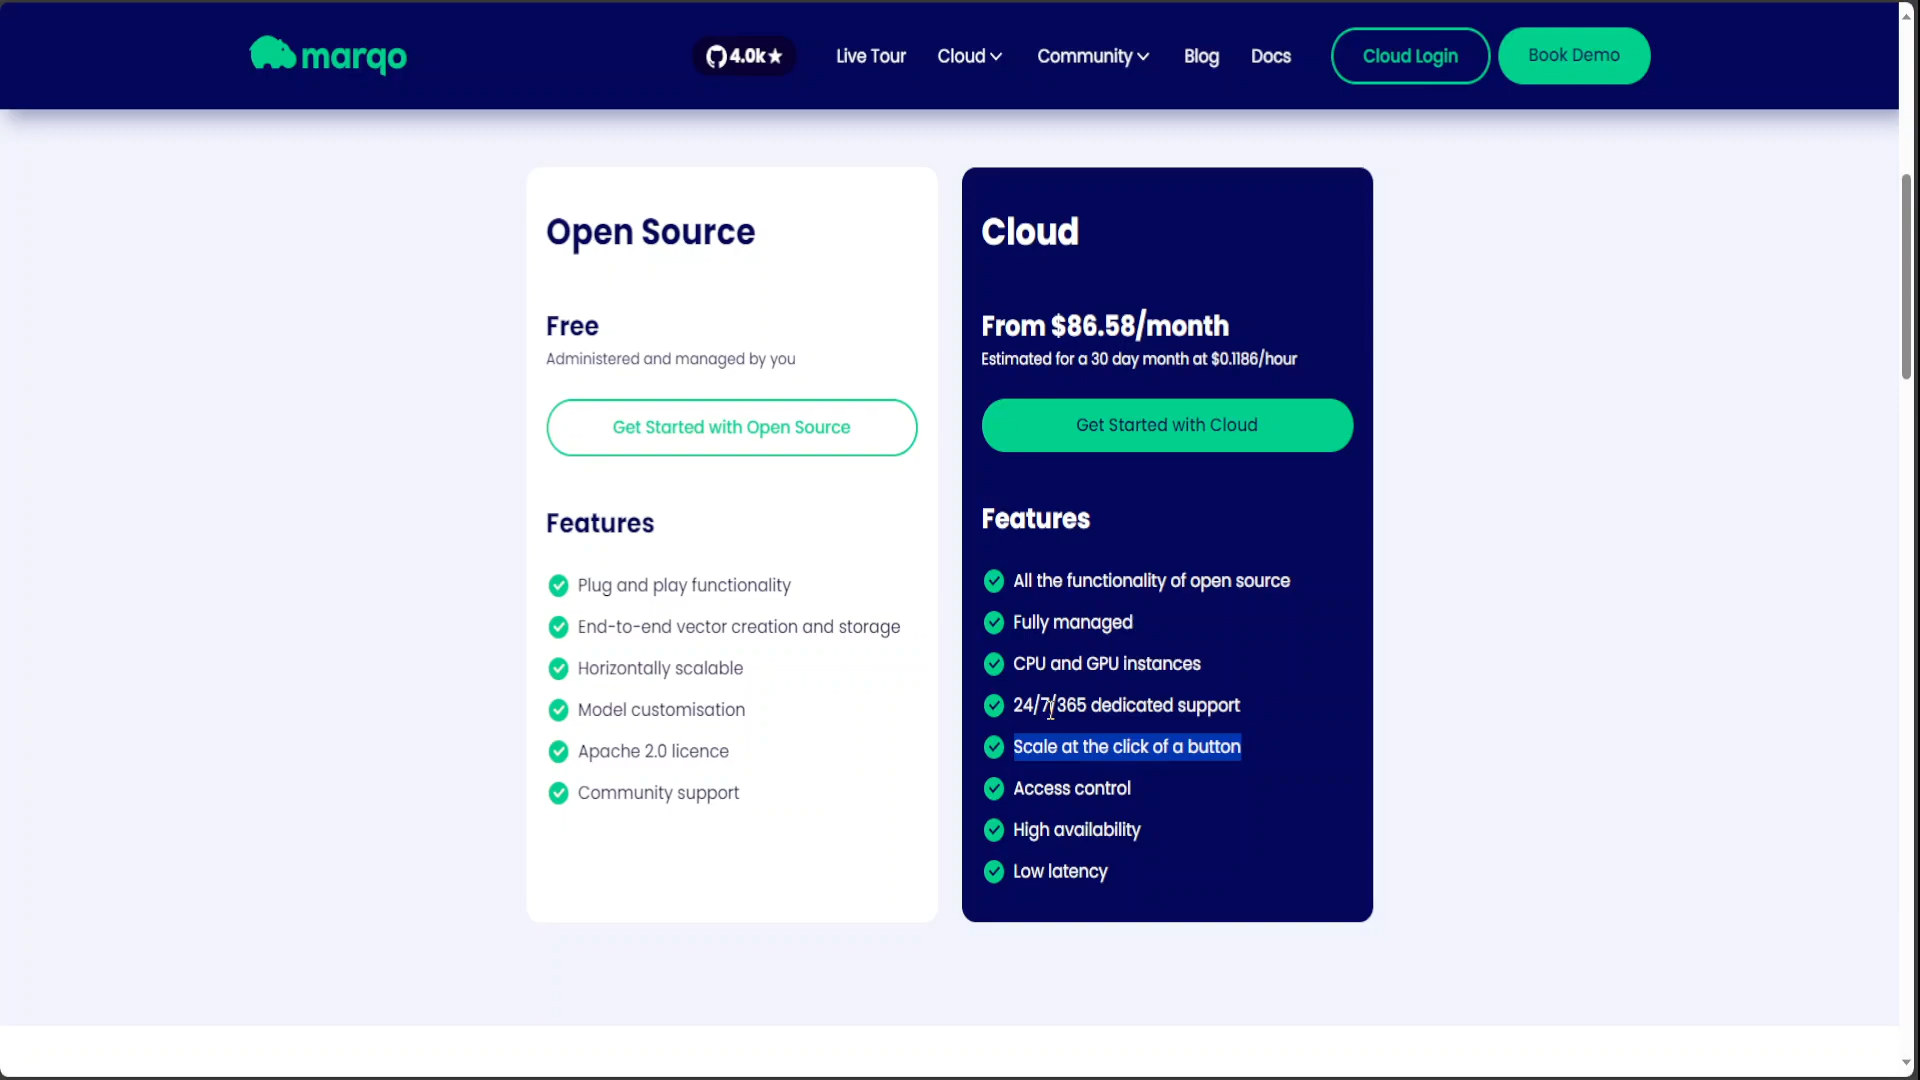 marqo
4.0k★
Live Tour
Cloud
Community
Blog
Docs
Cloud Login
Book Demo
Open Source
Free
Administered and managed by you
Get Started with Open Source
Features
Plug and play functionality
End-to-end vector creation and storage
Horizontally scalable
Model customisation
Apache 2.0 licence
Community support
Cloud
From $86.58/month
Estimated for a 30 day month at $0.1186/hour
Get Started with Cloud
Features
All the functionality of open source
Fully managed
CPU and GPU instances
24/7/365 dedicated support
Scale at the click of a button
Access control
High availability
Low latency